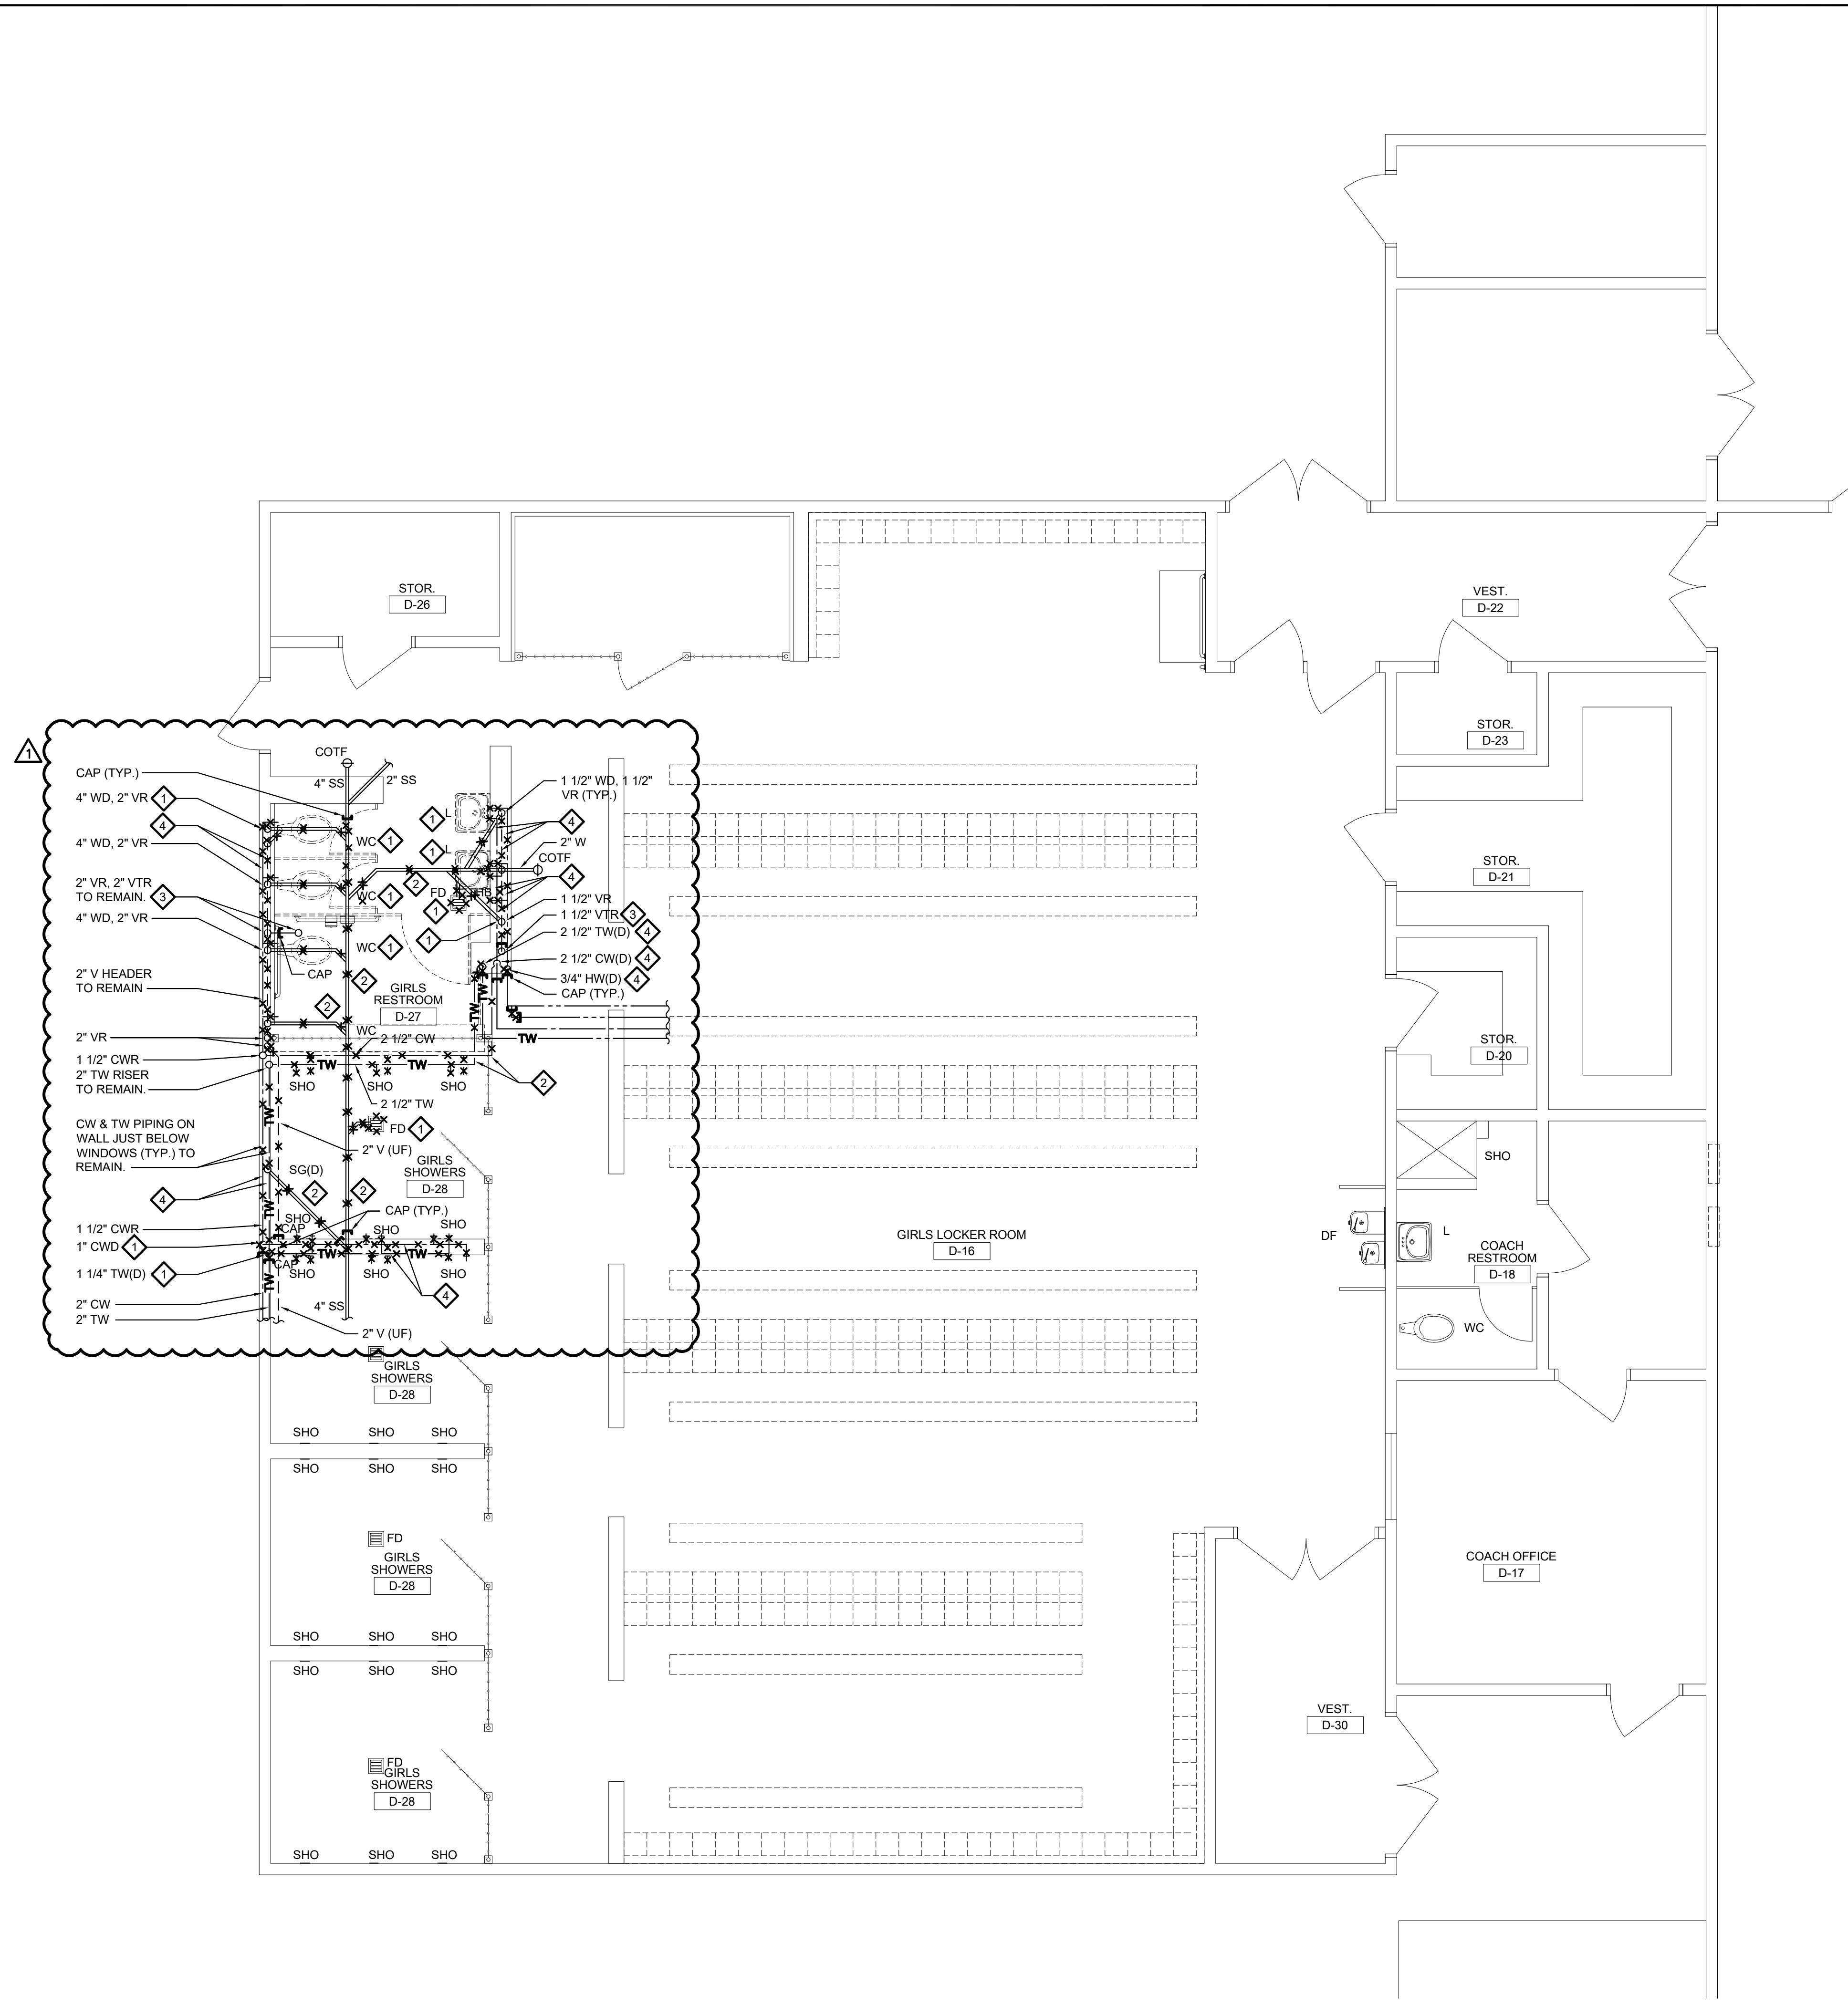 STOR.
D-26
VEST.
D-22
STOR.
D-23
STOR.
D-21
STOR.
D-20
SHO
DF
L
COACH
RESTROOM
D-18
WC
COACH OFFICE
D-17
VEST.
D-30
GIRLS LOCKER ROOM
D-16
1
CAP (TYP.)
4" WD, 2" VR 1
4
4" WD, 2" VR
2" VR, 2" VTR
TO REMAIN. 3
4" WD, 2" VR
2" V HEADER
TO REMAIN
2" VR
1 1/2" CWR
2" TW RISER
TO REMAIN.
CW & TW PIPING ON
WALL JUST BELOW
WINDOWS (TYP.) TO
REMAIN.
4
1 1/2" CWR
1" CWD 1
1 1/4" TW(D) 1
2" CW
2" TW
COTF
4" SS
2" SS
WC 1
WC 1
WC 1
WC
CAP
1 L
1 L
2
FD
HB
1
1
1 1/2" WD, 1 1/2"
VR (TYP.)
4
2" W
COTF
4
1 1/2" VR
1 1/2" VTR 3
2 1/2" TW(D) 4
2 1/2" CW(D) 4
3/4" HW(D) 4
CAP (TYP.)
2
2
GIRLS
RESTROOM
D-27
TW
TW
TW
2 1/2" CW
TW
TW
SHO
SHO
SHO
2
2 1/2" TW
FD 1
2" V (UF)
TW
GIRLS
SHOWERS
D-28
SG(D)
2
2
TW
CAP (TYP.)
SHO
CAP
SHO
SHO
TW
TW
CAP
SHO
SHO
SHO
TW
4
4" SS
2" V (UF)
GIRLS
SHOWERS
D-28
SHO
SHO
SHO
SHO
SHO
SHO
FD
GIRLS
SHOWERS
D-28
SHO
SHO
SHO
SHO
SHO
SHO
FD
GIRLS
SHOWERS
D-28
SHO
SHO
SHO